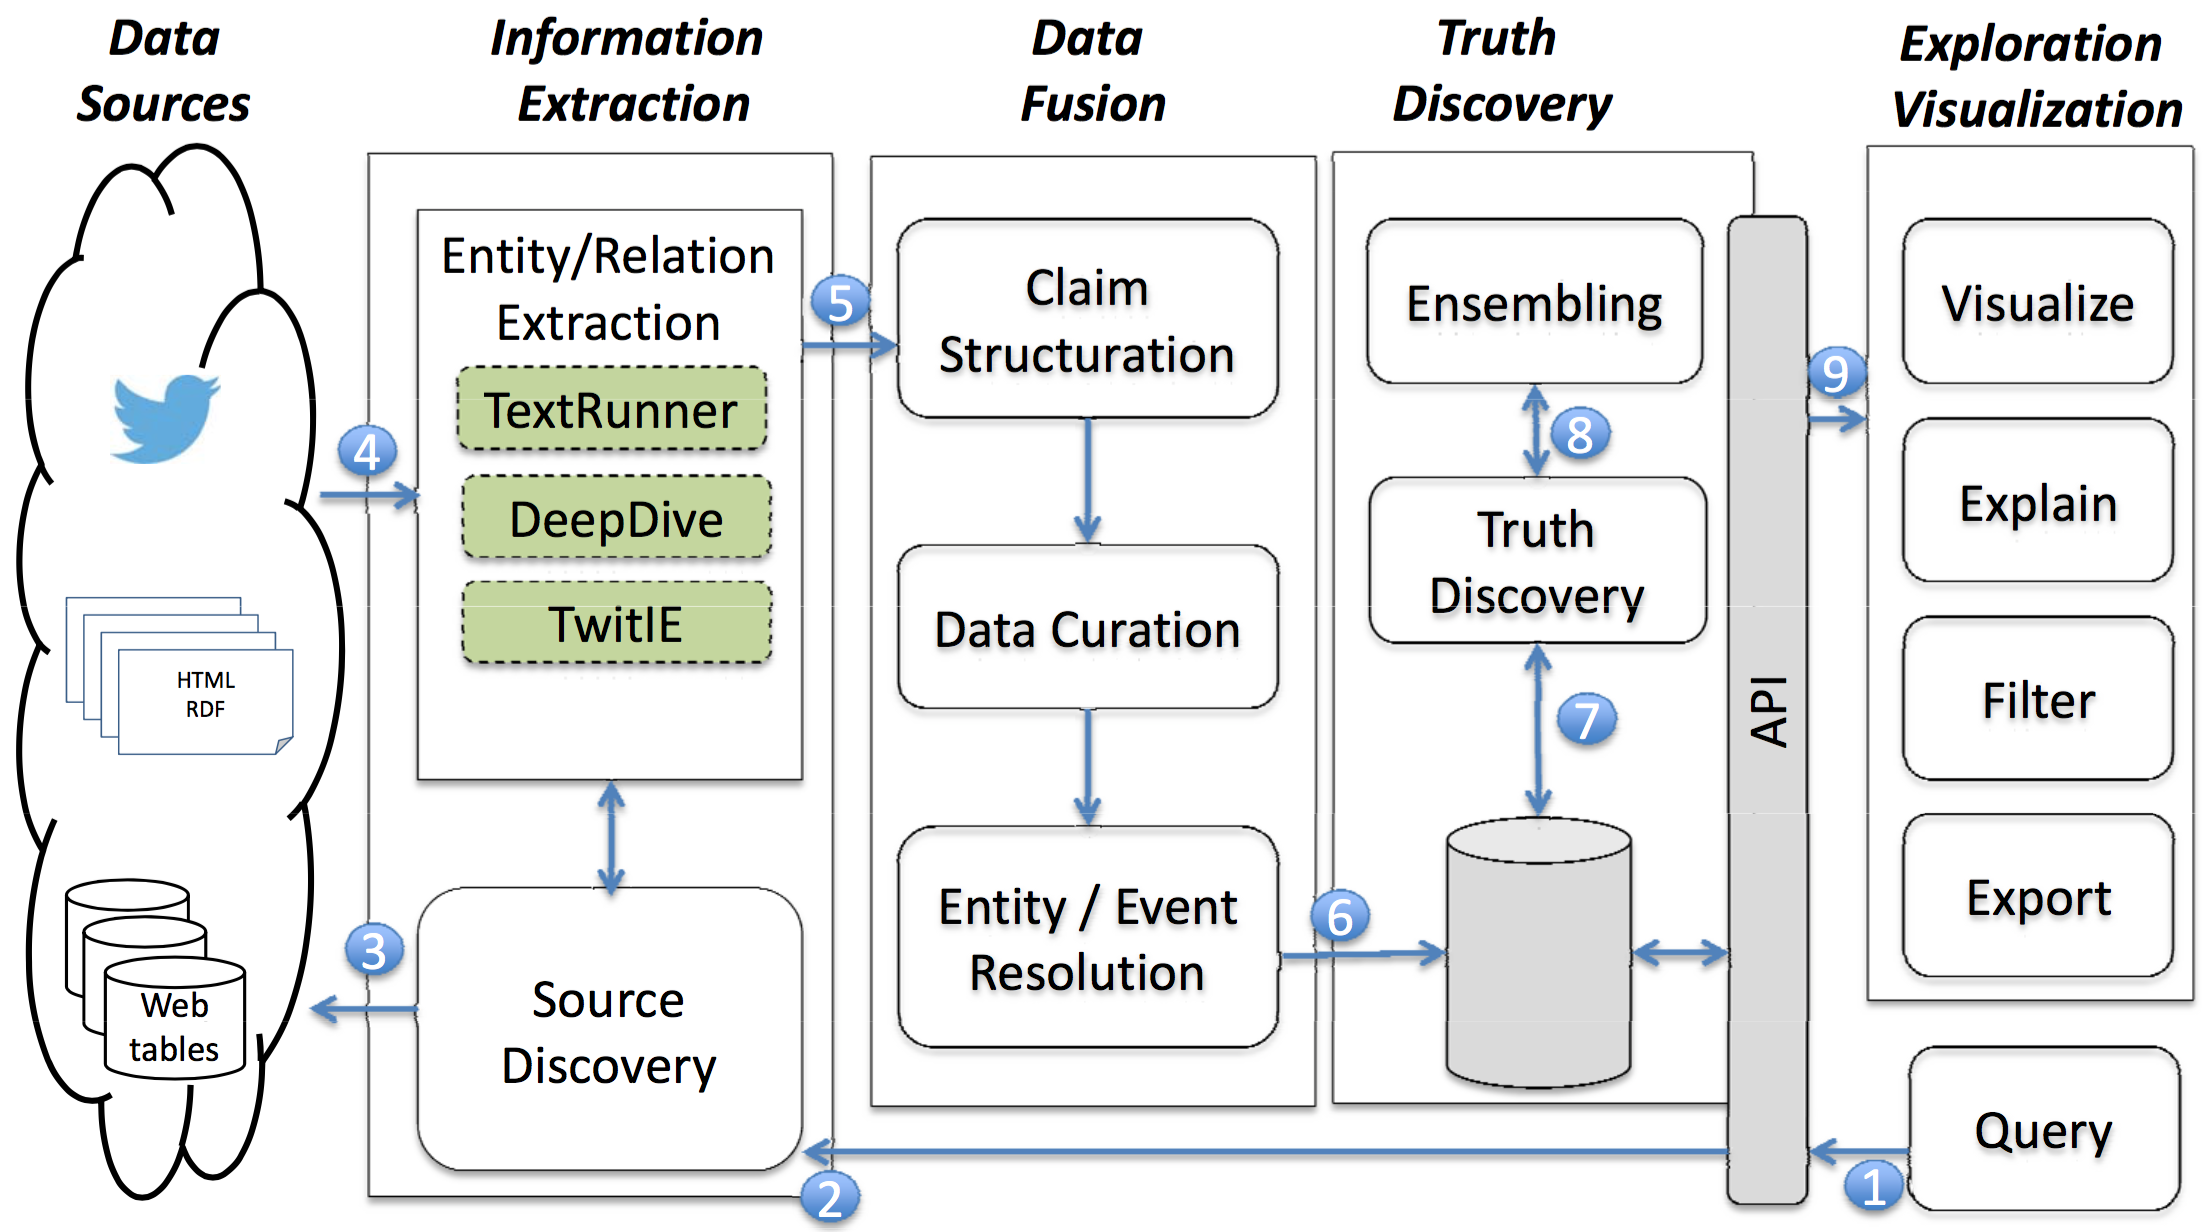 Data
Sources
Information
Extraction
Data
Fusion
Truth
Discovery
Exploration
Visualization
HTML
RDF
Web
tables
4
3
Entity/Relation
Extraction
TextRunner
DeepDive
TwitIE
Source
Discovery
5
2
Claim
Structuration
Data Curation
Entity / Event
Resolution
6
Ensembling
8
Truth
Discovery
7
API
9
Visualize
Explain
Filter
Export
Query
1